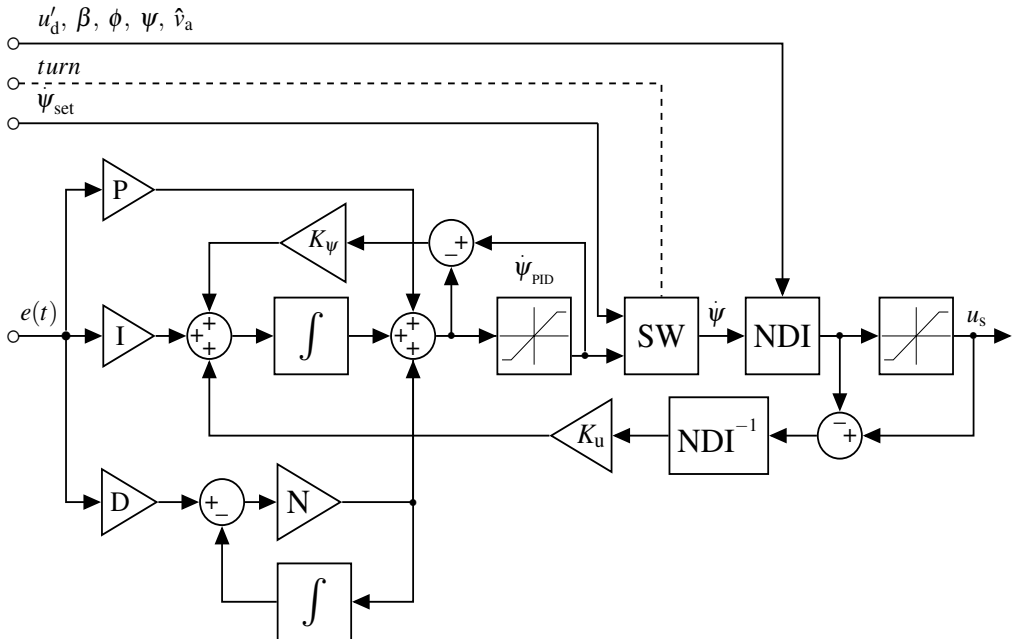 u′d, β, ϕ, ψ, v̂a
turn
ψ̇set
P
Kψ
+
−
ψ̇PID
e(t)
I
+
+
+
∫
+
+
+
SW
ψ̇
NDI
us
Ku
NDI−1
−
+
D
+
−
N
∫